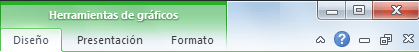 Herramientas de gráficos
Diseño Presentación Formato